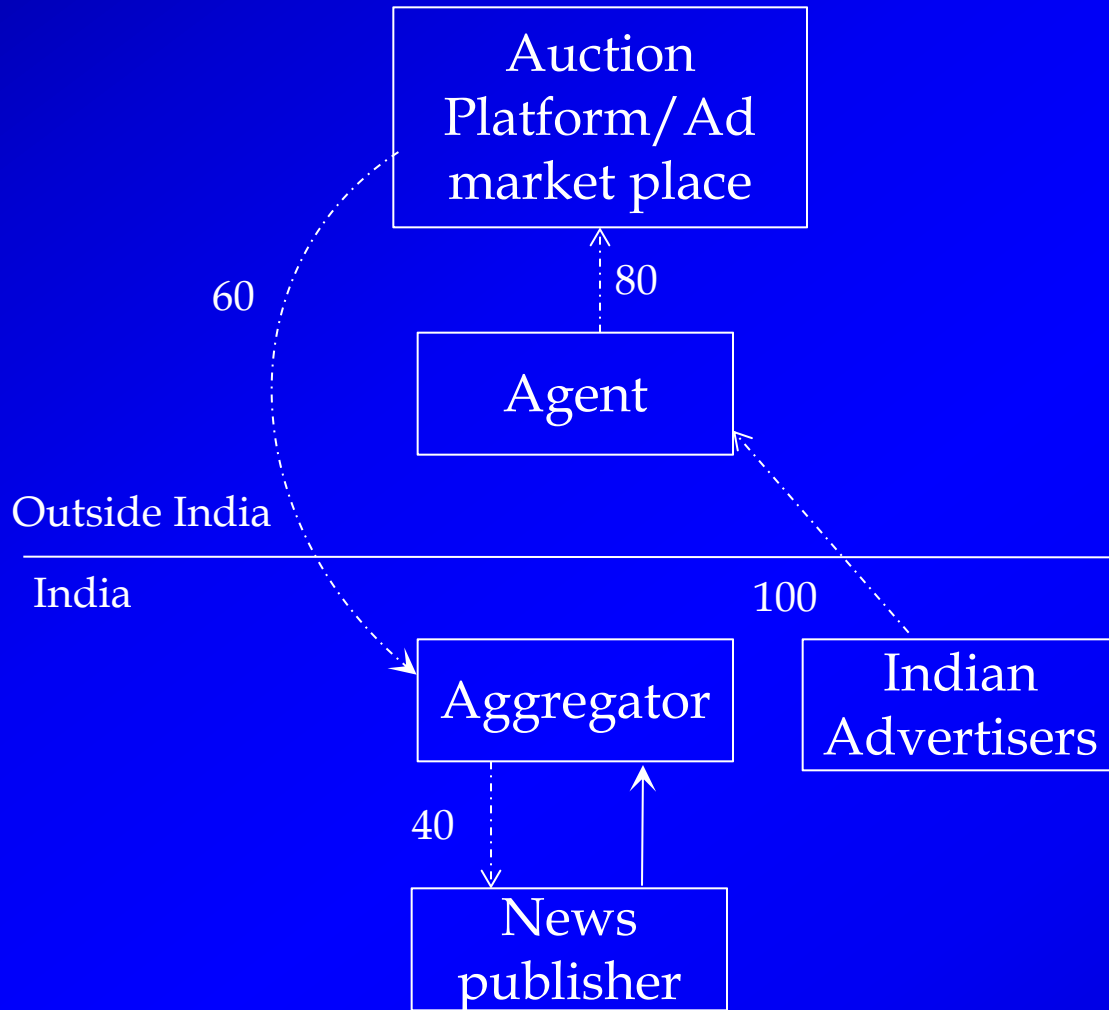 Auction
Platform/Ad
market place
60
80
Agent
Outside India
India
100
Aggregator
Indian
Advertisers
40
News
publisher